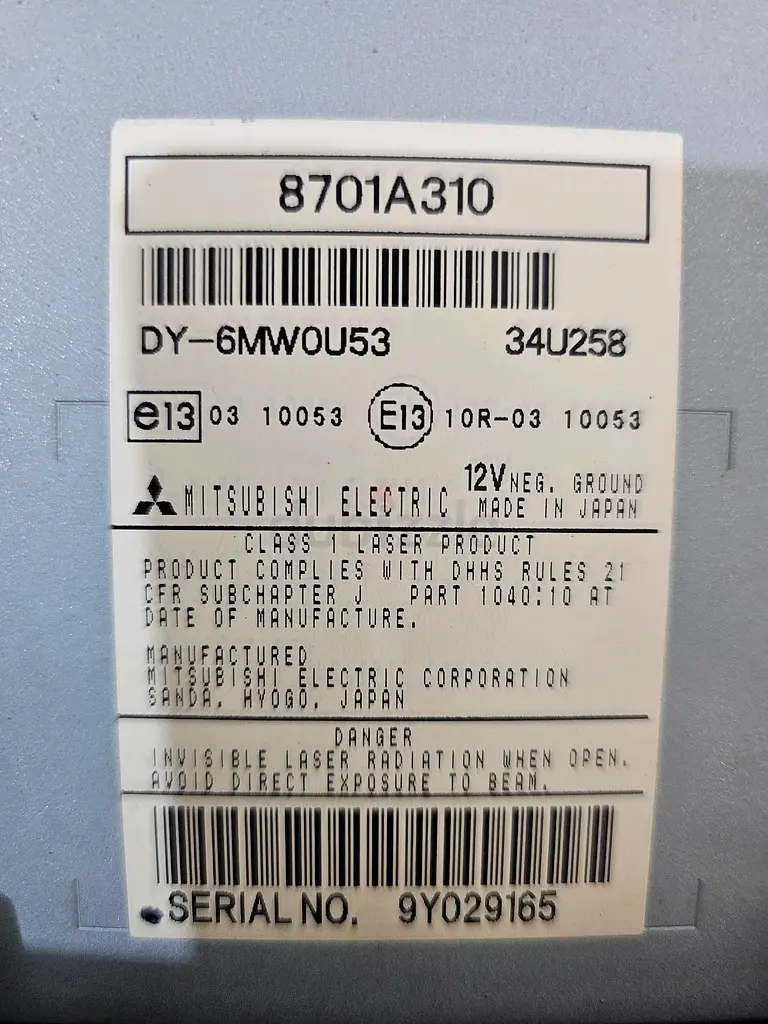 8701A310
DY-6MW0U53 34U258
e13 03 10053 E13 10R-03 10053
MITSUBISHI ELECTRIC 12V NEG. GROUND
MADE IN JAPAN
CLASS 1 LASER PRODUCT
PRODUCT COMPLIES WITH DHHS RULES 21
CFR SUBCHAPTER J PART 1040:10 AT
DATE OF MANUFACTURE.
MANUFACTURED
MITSUBISHI ELECTRIC CORPORATION
SANDA, HYOGO, JAPAN
DANGER
INVISIBLE LASER RADIATION WHEN OPEN.
AVOID DIRECT EXPOSURE TO BEAM.
SERIAL NO. 9Y029165
dubizzle